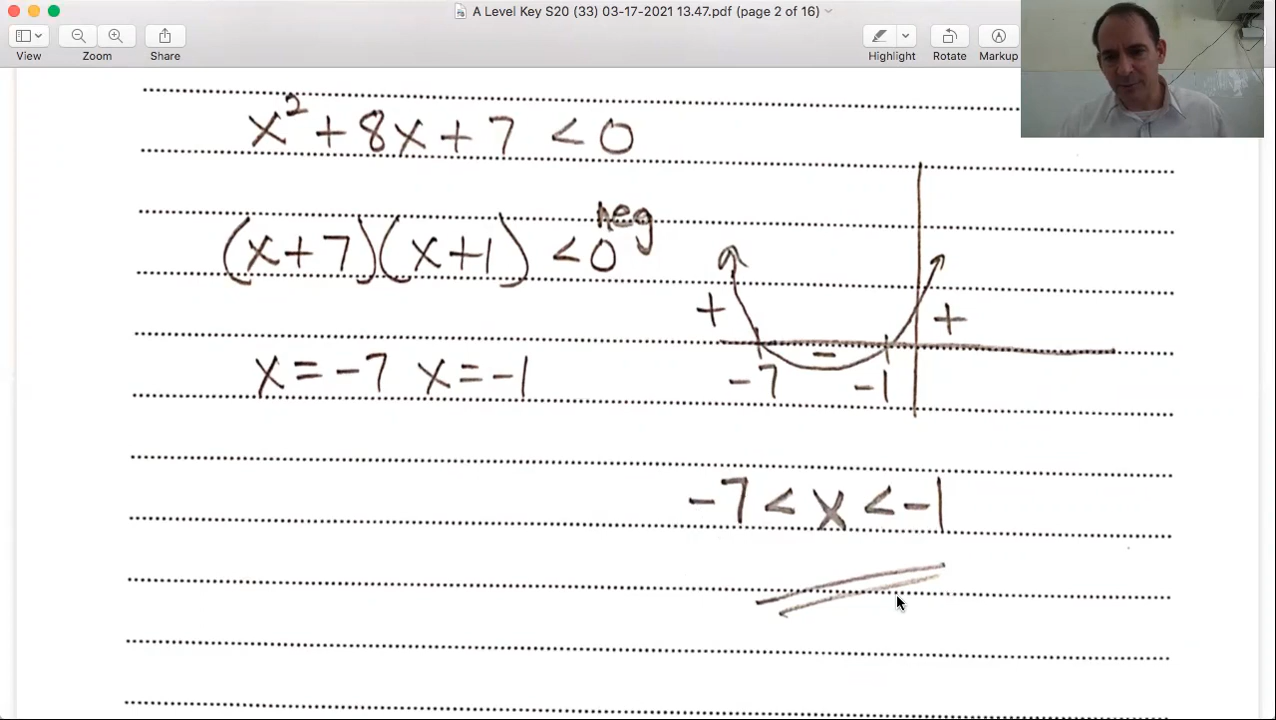 A Level Key S20 (33) 03-17-2021 13.47.pdf (page 2 of 16)
View Zoom Share Highlight Rotate Markup
x² + 8x + 7 < 0
neg
(x+7)(x+1) < 0
+ − +
x = -7 x = -1
-7 -1
-7 < x < -1